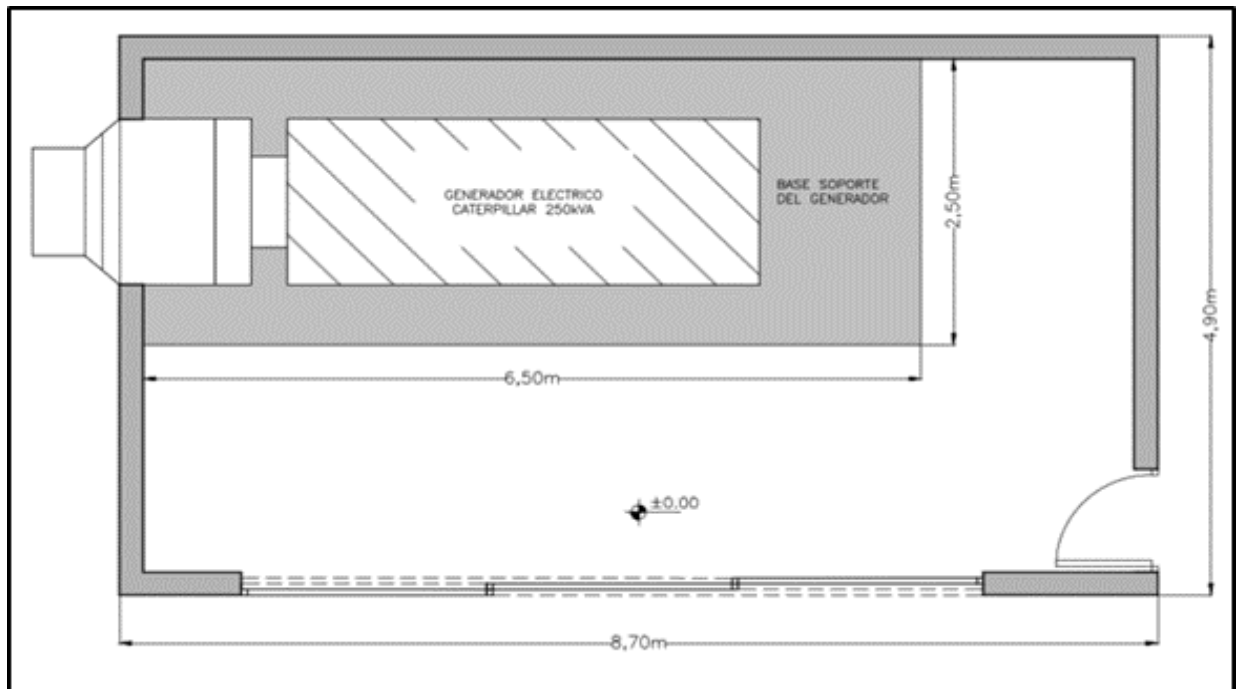 GENERADOR ELECTRICO
CATERPILLAR 250kVA
BASE SOPORTE
DEL GENERADOR
2,50m
4,90m
6,50m
±0.00
8,70m